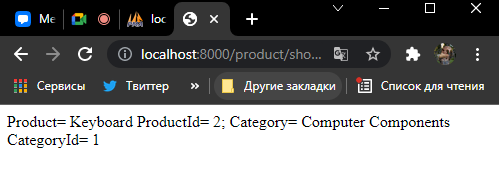 Me
loc
localhost:8000/product/sho...
Сервисы
Твиттер
»
Другие закладки
Список для чтения
Product= Keyboard ProductId= 2; Category= Computer Components
CategoryId= 1